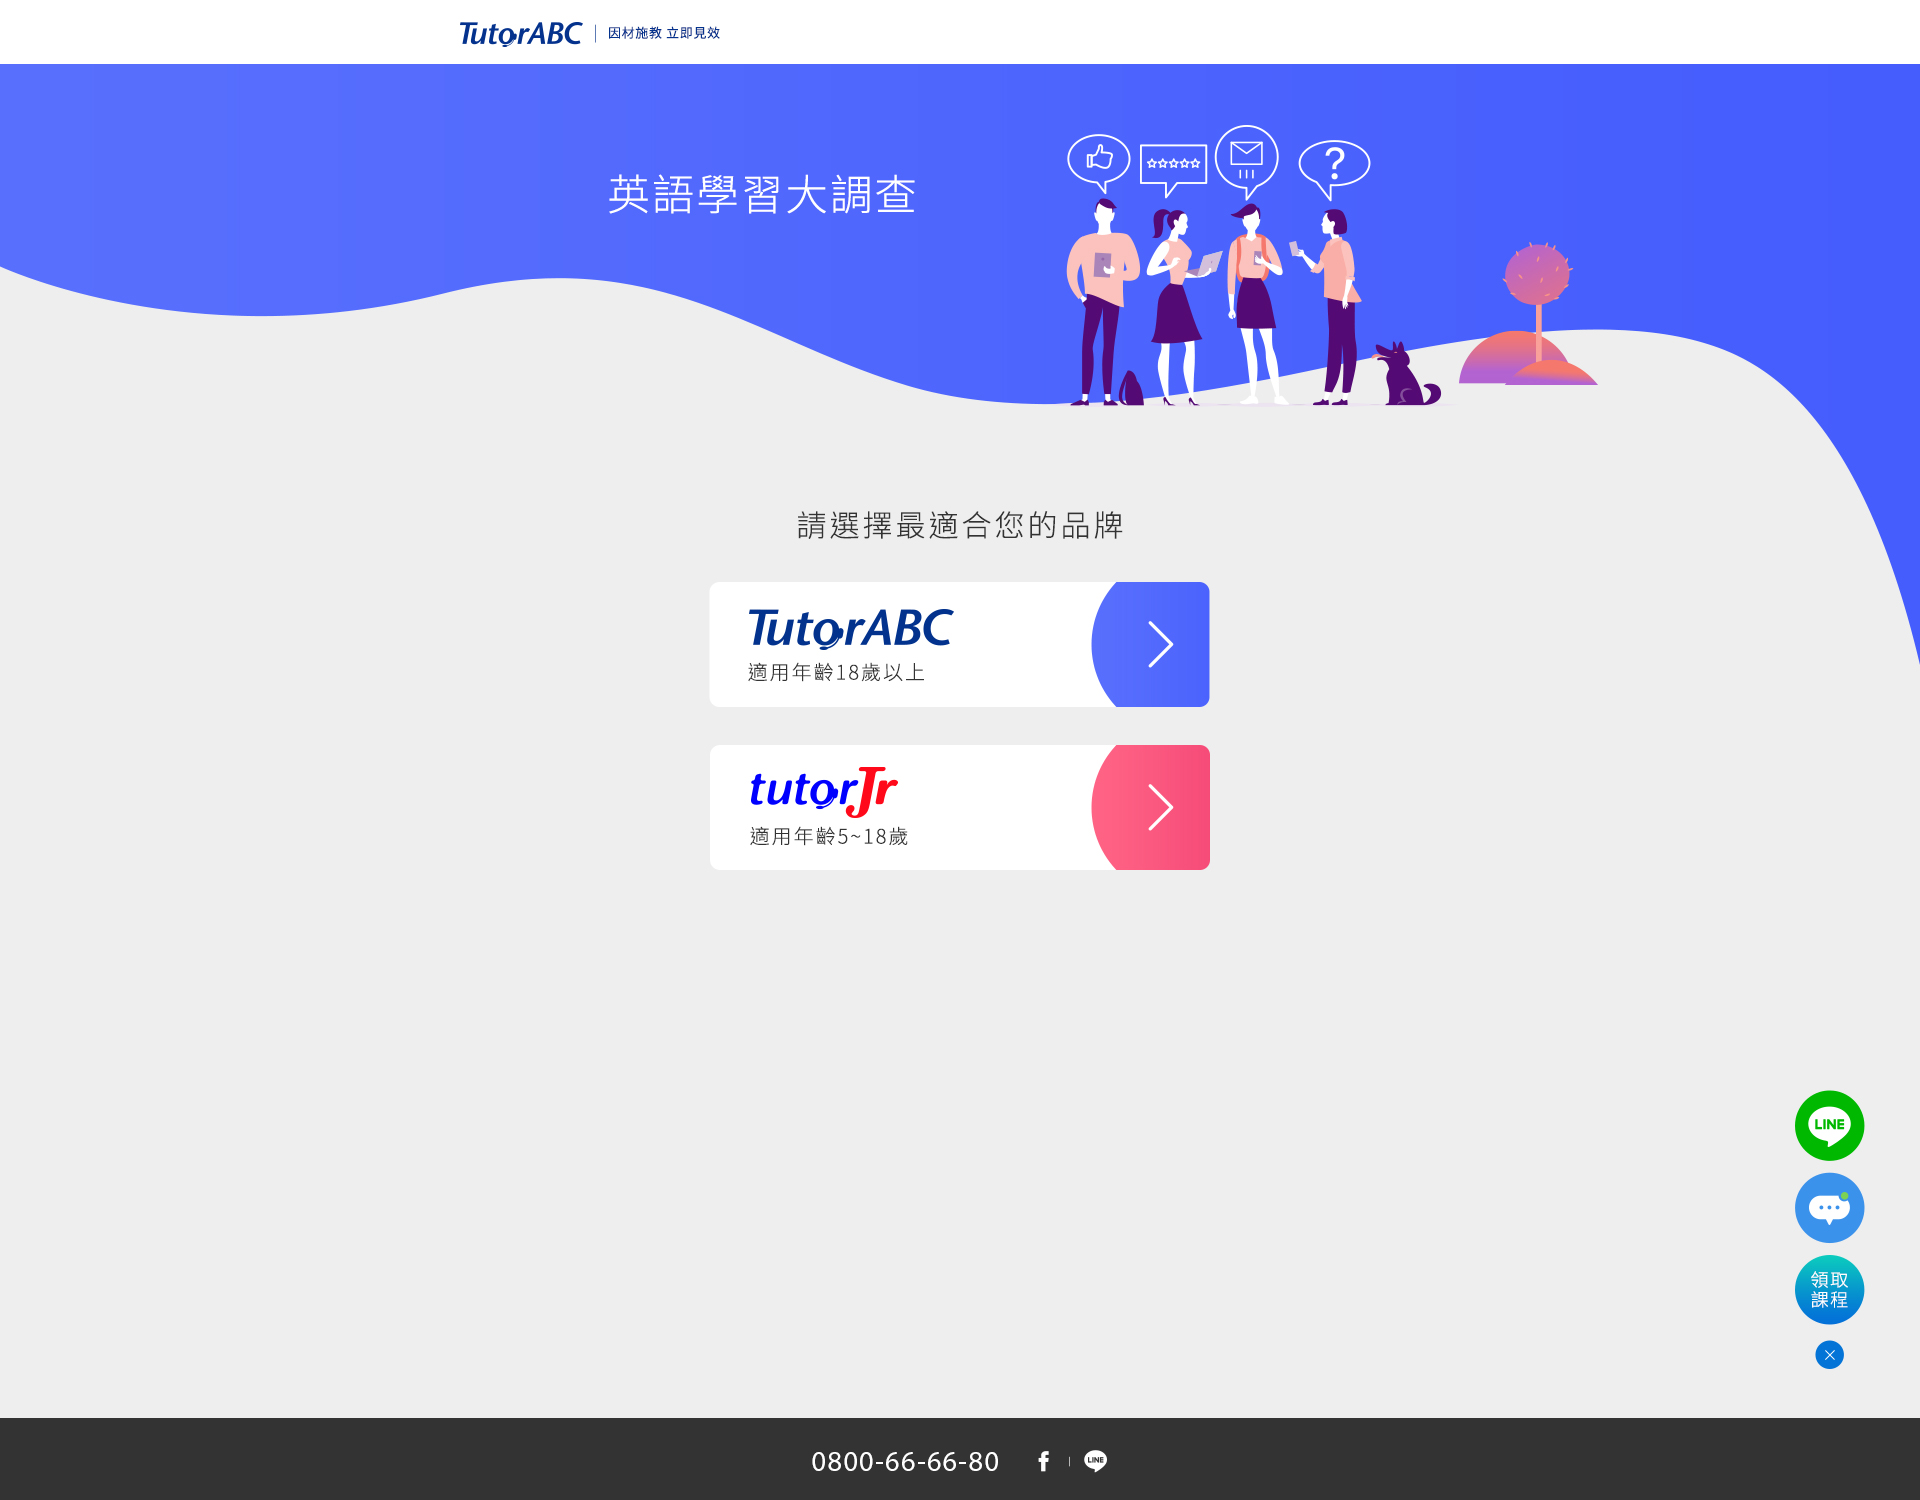 TutorABC
因材施教 立即見效
英語學習大調查
?
請選擇最適合您的品牌
TutorABC
適用年齡18歲以上
tutorJr
適用年齡5~18歲
LINE
領取
課程
0800-66-66-80
f
LINE